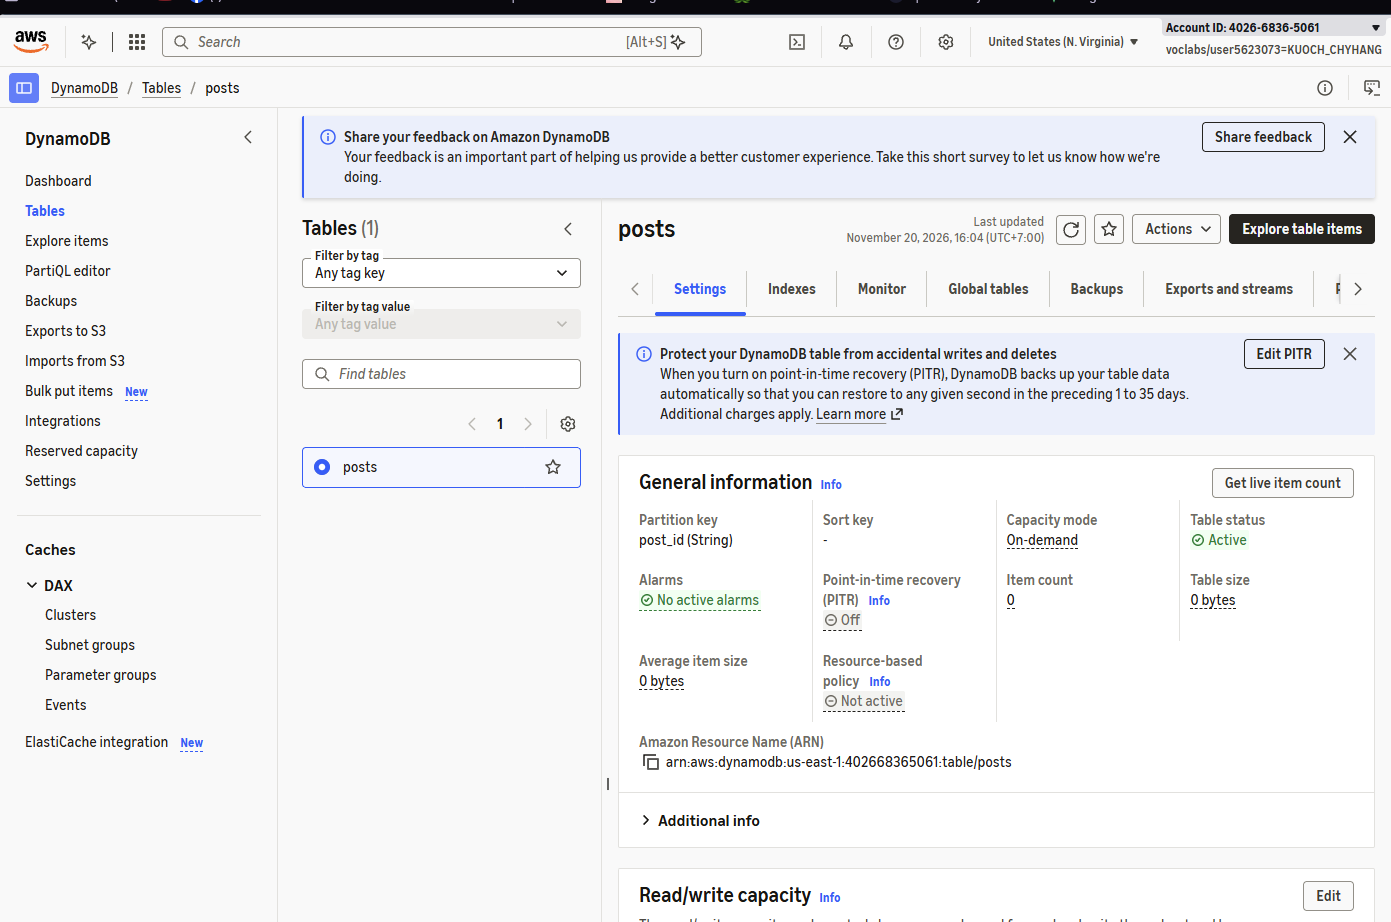 aws
Search
[Alt+S]
United States (N. Virginia)
Account ID: 4026-6836-5061
voclabs/user5623073=KUOCH_CHYHANG
DynamoDB / Tables / posts
DynamoDB
Dashboard
Tables
Explore items
PartiQL editor
Backups
Exports to S3
Imports from S3
Bulk put items New
Integrations
Reserved capacity
Settings
Caches
DAX
Clusters
Subnet groups
Parameter groups
Events
ElastiCache integration New
Share your feedback on Amazon DynamoDB
Your feedback is an important part of helping us provide a better customer experience. Take this short survey to let us know how we're
doing.
Share feedback
Tables (1)
Filter by tag
Any tag key
Filter by tag value
Any tag value
Find tables
1
posts
posts
Last updated
November 20, 2026, 16:04 (UTC+7:00)
Actions
Explore table items
Settings
Indexes
Monitor
Global tables
Backups
Exports and streams
Protect your DynamoDB table from accidental writes and deletes
When you turn on point-in-time recovery (PITR), DynamoDB backs up your table data
automatically so that you can restore to any given second in the preceding 1 to 35 days.
Additional charges apply. Learn more
Edit PITR
General information Info
Get live item count
Partition key
post_id (String)
Sort key
-
Capacity mode
On-demand
Table status
Active
Alarms
No active alarms
Point-in-time recovery
(PITR) Info
Off
Item count
0
Table size
0 bytes
Average item size
0 bytes
Resource-based
policy Info
Not active
Amazon Resource Name (ARN)
arn:aws:dynamodb:us-east-1:402668365061:table/posts
Additional info
Read/write capacity Info
Edit